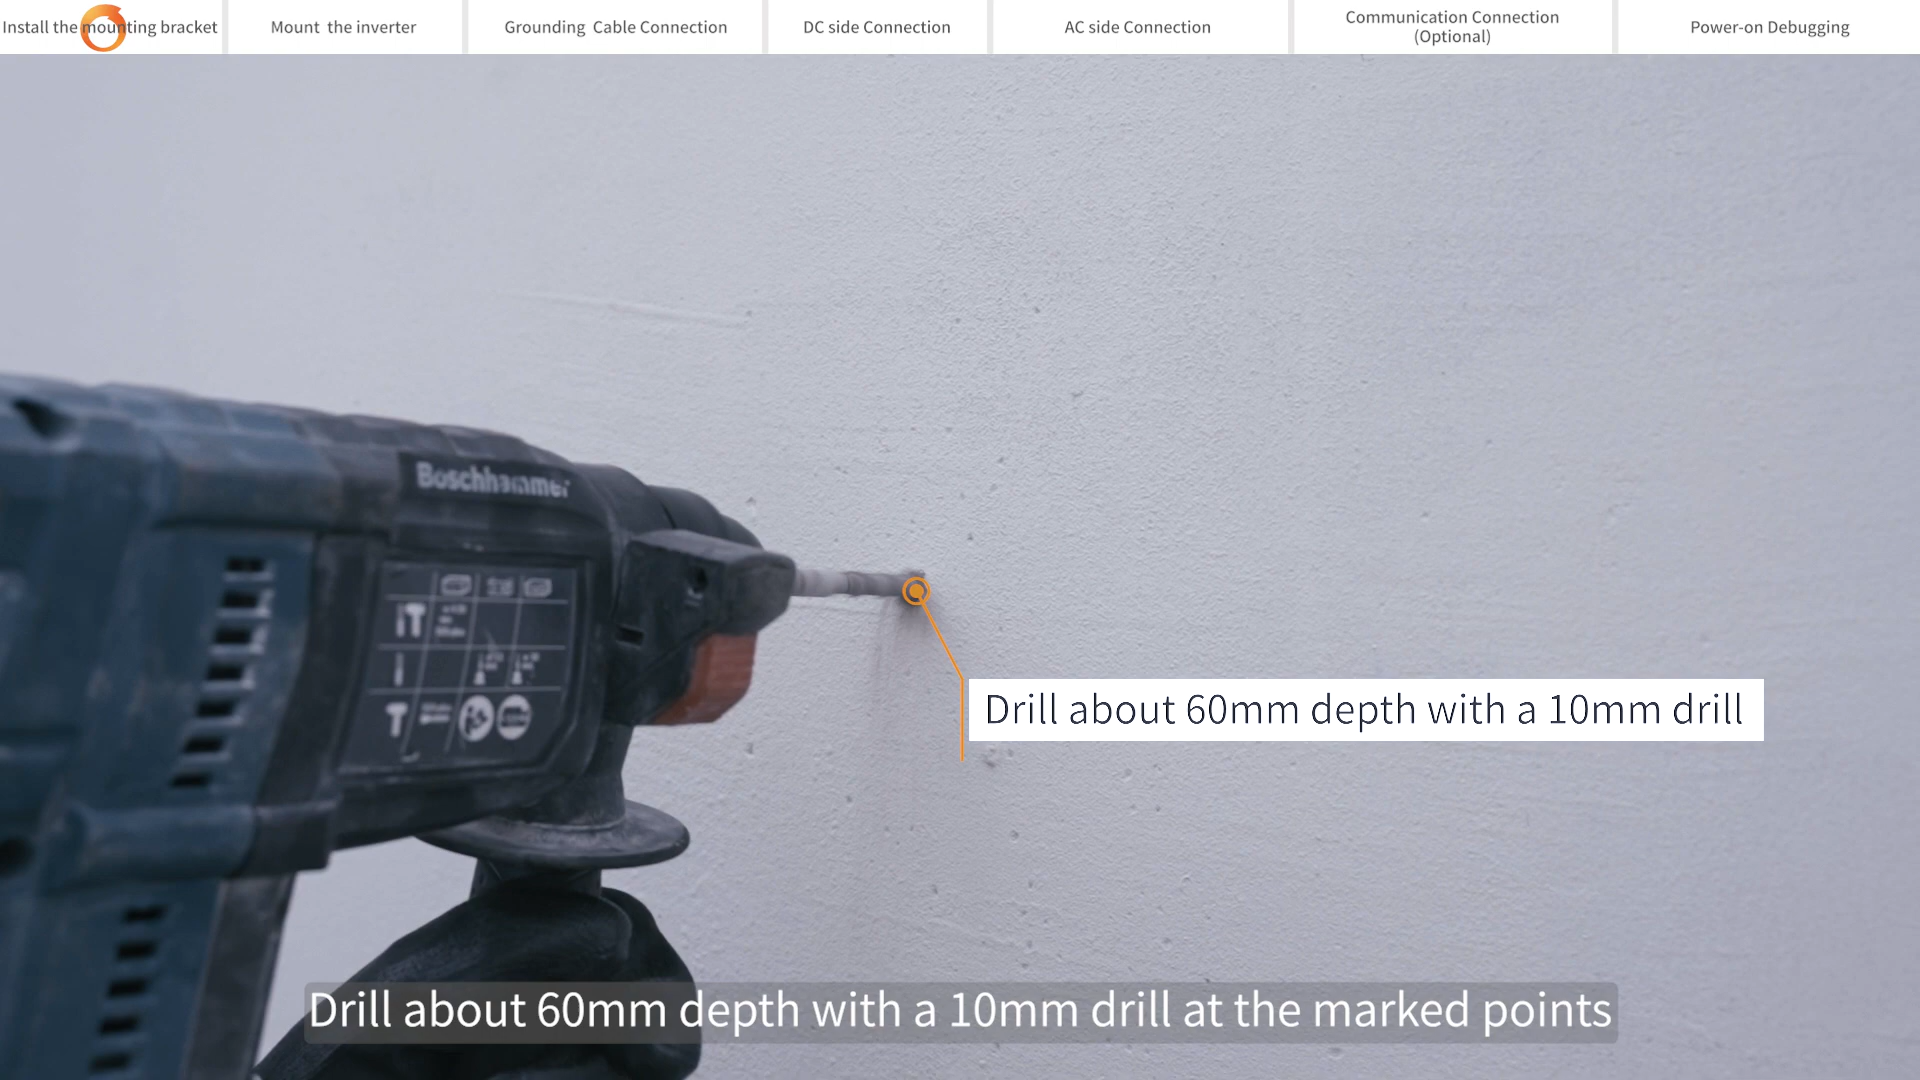 Install the mounting bracket
Mount the inverter
Grounding Cable Connection
DC side Connection
AC side Connection
Communication Connection
(Optional)
Power-on Debugging
Boschhammer
Drill about 60mm depth with a 10mm drill
Drill about 60mm depth with a 10mm drill at the marked points